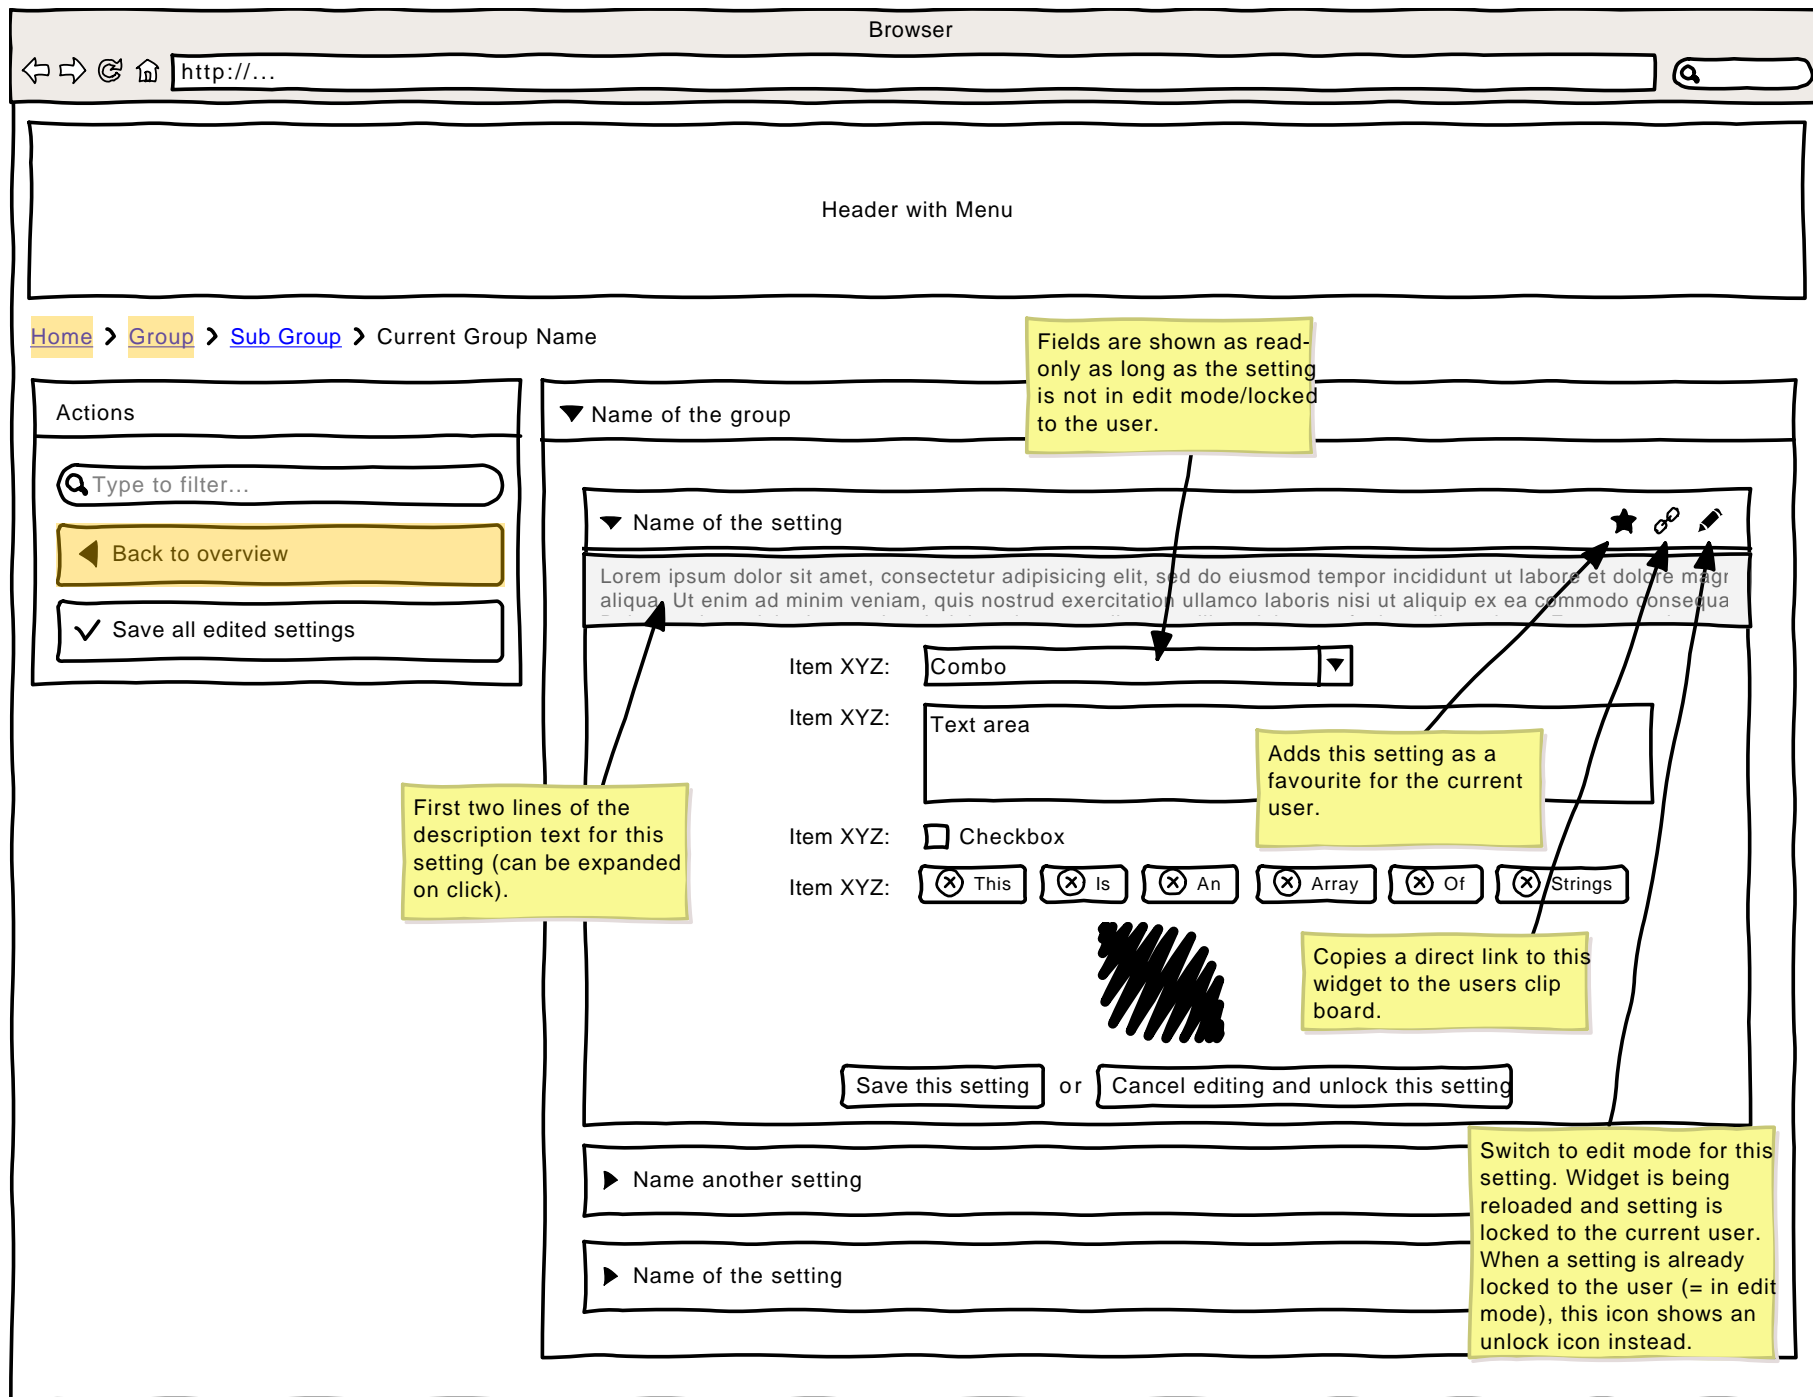 Browser
http://...
Header with Menu
Home > Group > Sub Group > Current Group Name
Fields are shown as read-
only as long as the setting
is not in edit mode/locked
to the user.
Actions
Type to filter...
Back to overview
Save all edited settings
Name of the group
Name of the setting
Lorem ipsum dolor sit amet, consectetur adipisicing elit, sed do eiusmod tempor incididunt ut labore et dolore magn
aliqua. Ut enim ad minim veniam, quis nostrud exercitation ullamco laboris nisi ut aliquip ex ea commodo consequa
Item XYZ: Combo
Item XYZ: Text area
Adds this setting as a
favourite for the current
user.
First two lines of the
description text for this
setting (can be expanded
on click).
Item XYZ: Checkbox
Item XYZ: This Is An Array Of Strings
Copies a direct link to this
widget to the users clip
board.
Save this setting or Cancel editing and unlock this setting
Name another setting
Name of the setting
Switch to edit mode for this
setting. Widget is being
reloaded and setting is
locked to the current user.
When a setting is already
locked to the user (= in edit
mode), this icon shows an
unlock icon instead.